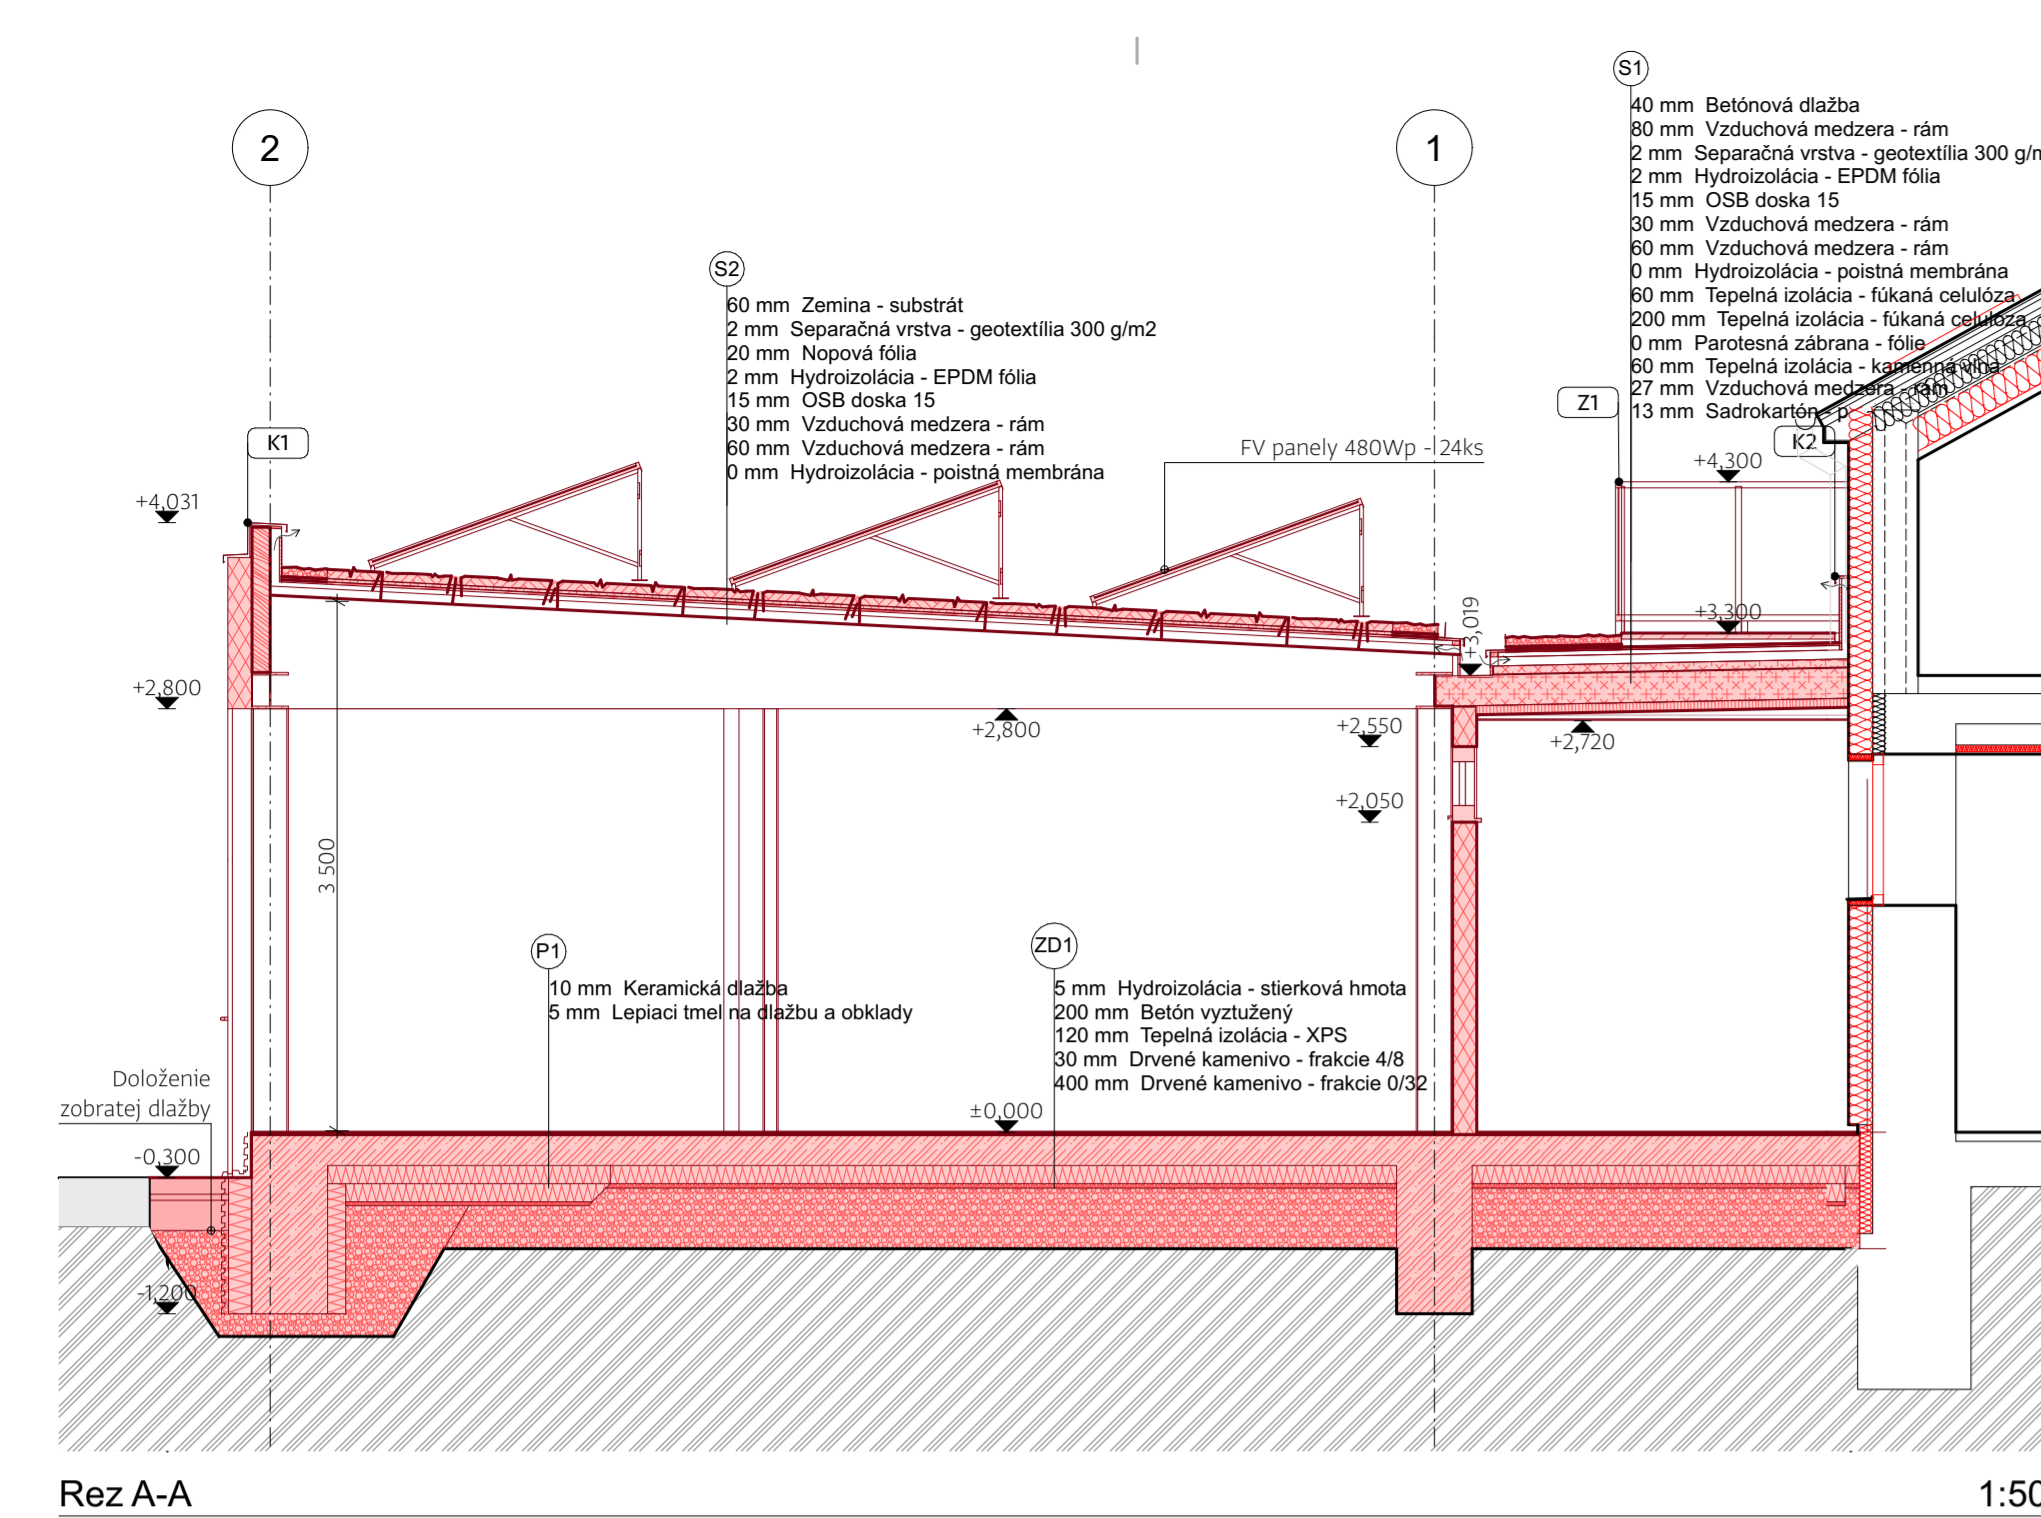 S1
40 mm  Betónová dlažba
80 mm  Vzduchová medzera - rám
2 mm  Separačná vrstva - geotextília 300 g/m
2 mm  Hydroizolácia - EPDM fólia
15 mm  OSB doska 15
30 mm  Vzduchová medzera - rám
60 mm  Vzduchová medzera - rám
0 mm  Hydroizolácia - poistná membrána
60 mm  Tepelná izolácia - fúkaná celulóza
200 mm  Tepelná izolácia - fúkaná celulóza
0 mm  Parotesná zábrana - fólie
60 mm  Tepelná izolácia - kamenná vlna
27 mm  Vzduchová medzera - rám
13 mm  Sadrokartón - p
2
1
S2
60 mm  Zemina - substrát
2 mm  Separačná vrstva - geotextília 300 g/m2
20 mm  Nopová fólia
2 mm  Hydroizolácia - EPDM fólia
15 mm  OSB doska 15
30 mm  Vzduchová medzera - rám
60 mm  Vzduchová medzera - rám
0 mm  Hydroizolácia - poistná membrána
Z1
K1
K2
FV panely 480Wp - 24ks
+4,300
+4,031
+3,300
+3,019
+2,800
+2,800
+2,550
+2,720
+2,050
3 500
P1
10 mm  Keramická dlažba
5 mm  Lepiaci tmel na dlažbu a obklady
ZD1
5 mm  Hydroizolácia - stierková hmota
200 mm  Betón vyztužený
120 mm  Tepelná izolácia - XPS
30 mm  Drvené kamenivo - frakcie 4/8
400 mm  Drvené kamenivo - frakcie 0/32
Doloženie
zobratej dlažby
±0,000
-0,300
-1,200
Rez A-A
1:50